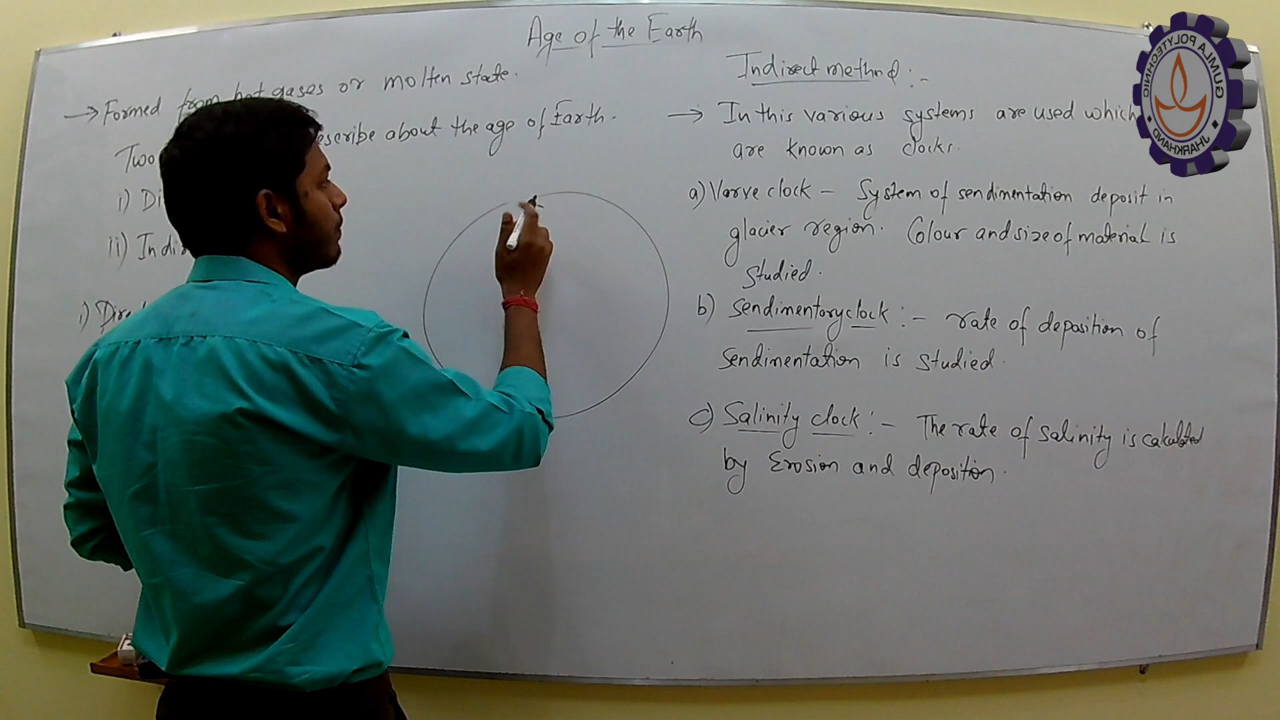 Age of the Earth
→ Formed from hot gases or molten state.
Two describe about the age of Earth.
i) Di
ii) Indi
i) Dire
Indirect method :-
→ In this various systems are used which
are known as clocks.
a) Varve clock - System of sendimentation deposit in
glacier region. Colour and size of material is
studied.
b) Sendimentory clock :- rate of deposition of
Sendimentation is studied.
c) Salinity clock :- The rate of salinity is calculated
by Erosion and deposition.
GUMLA POLYTECHNIC
JHARKHAND